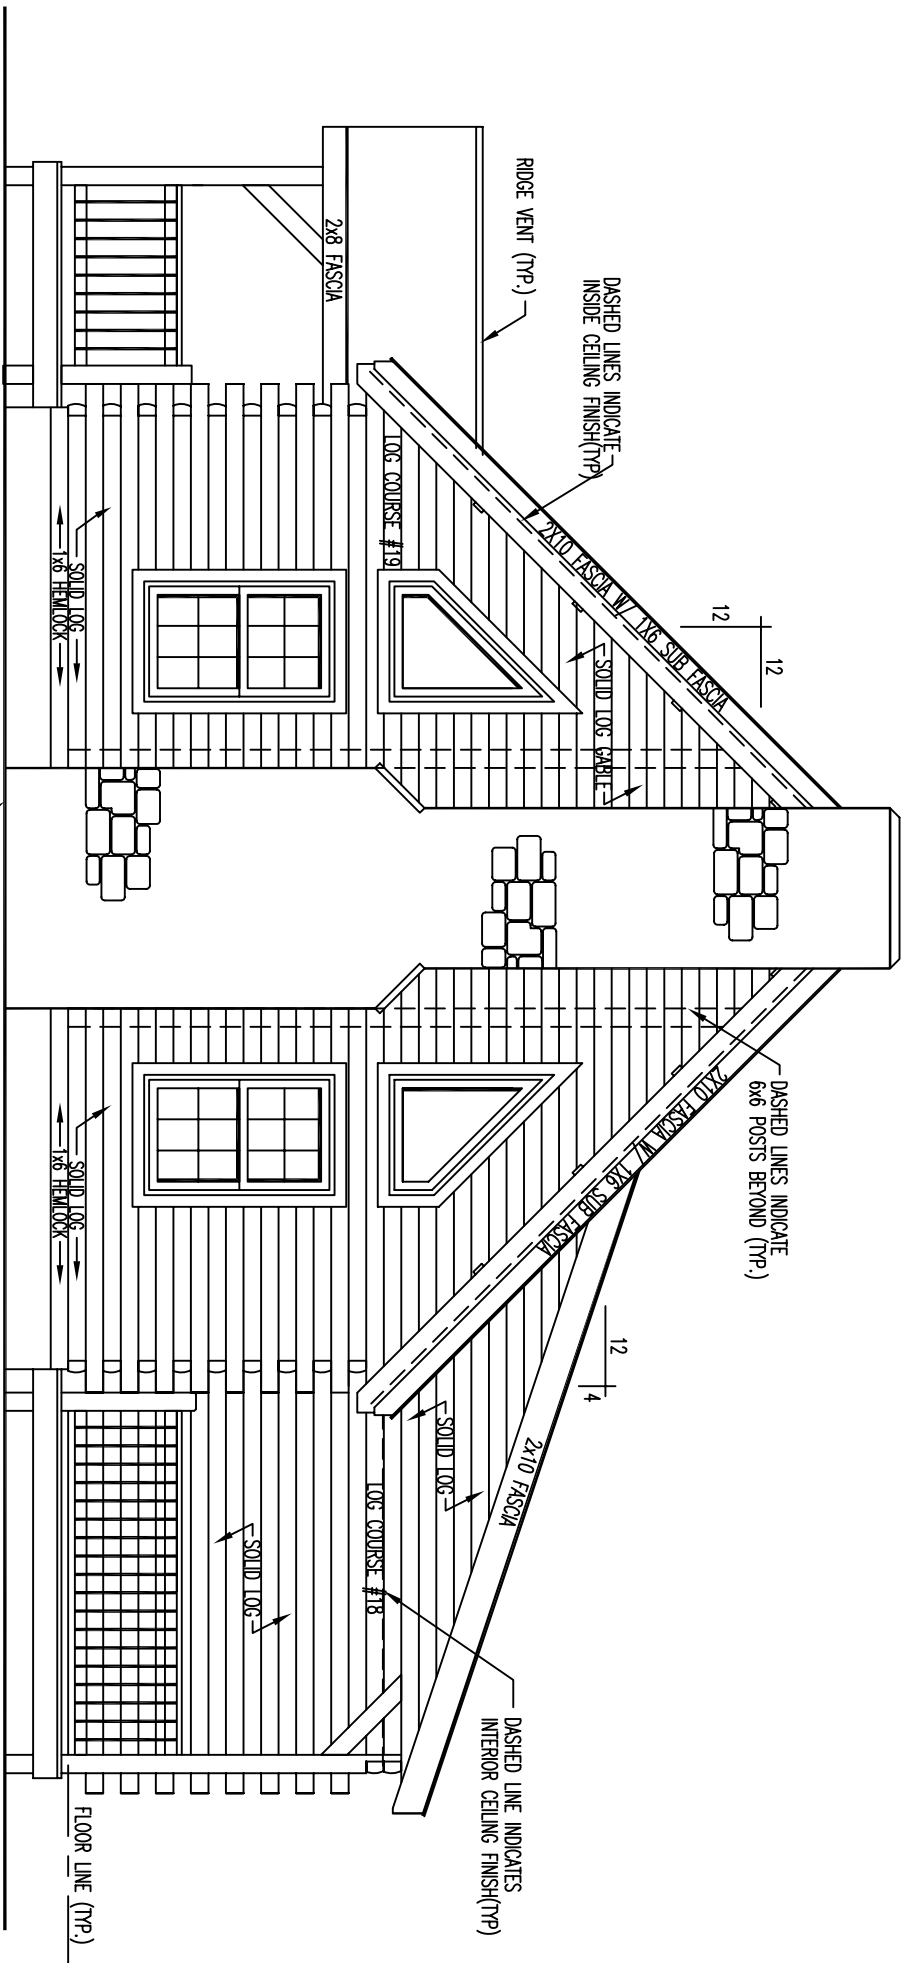 RIDGE VENT (TYP.)
DASHED LINES INDICATE
INSIDE CEILING FINISH(TYP)
2x8 FASCIA
2X10 FASCIA W/ 1X6 SUB FASCIA
12
12
LOG COURSE #19
SOLID LOG GABLE
SOLID LOG
1x6 HEMLOCK
DASHED LINES INDICATE
6x6 POSTS BEYOND (TYP.)
2X10 FASCIA W/ 1X6 SUB FASCIA
12
4
2x10 FASCIA
SOLID LOG
LOG COURSE #18
SOLID LOG
SOLID LOG
1x6 HEMLOCK
DASHED LINE INDICATES
INTERIOR CEILING FINISH(TYP)
FLOOR LINE (TYP.)